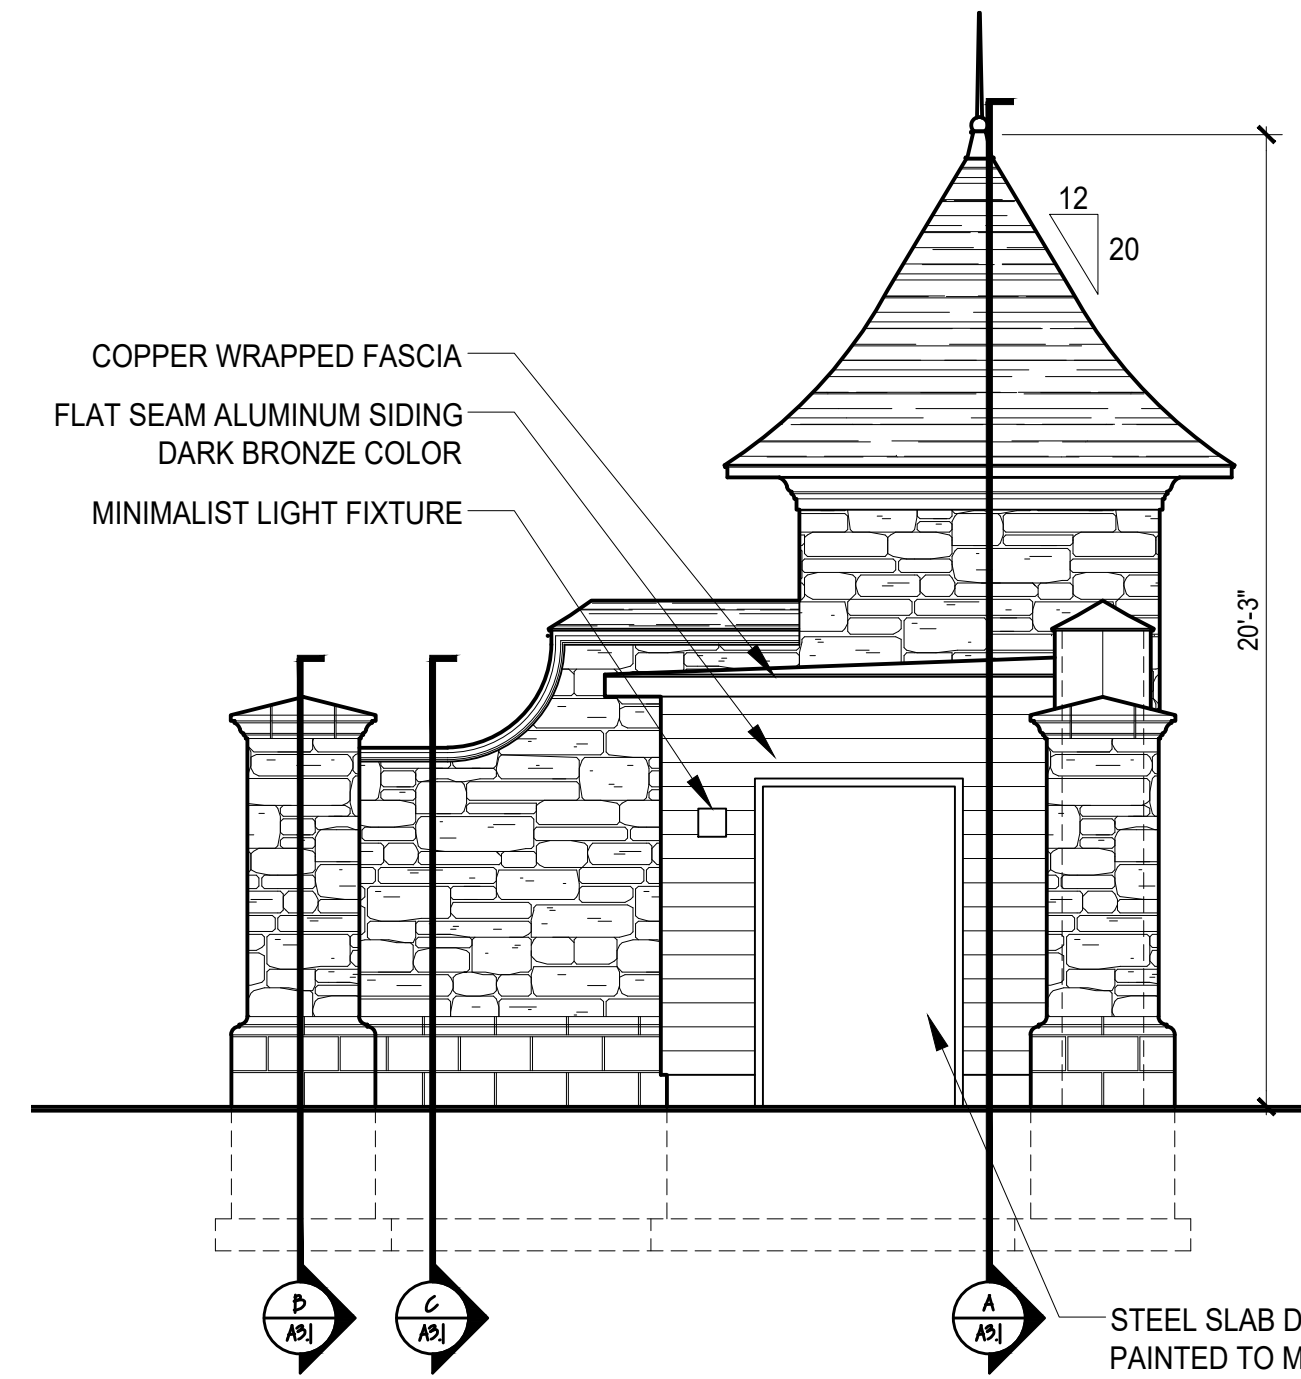 12
20
COPPER WRAPPED FASCIA
FLAT SEAM ALUMINUM SIDING
DARK BRONZE COLOR
MINIMALIST LIGHT FIXTURE
20'-3"
B
A3.1
C
A3.1
A
A3.1
STEEL SLAB D
PAINTED TO M